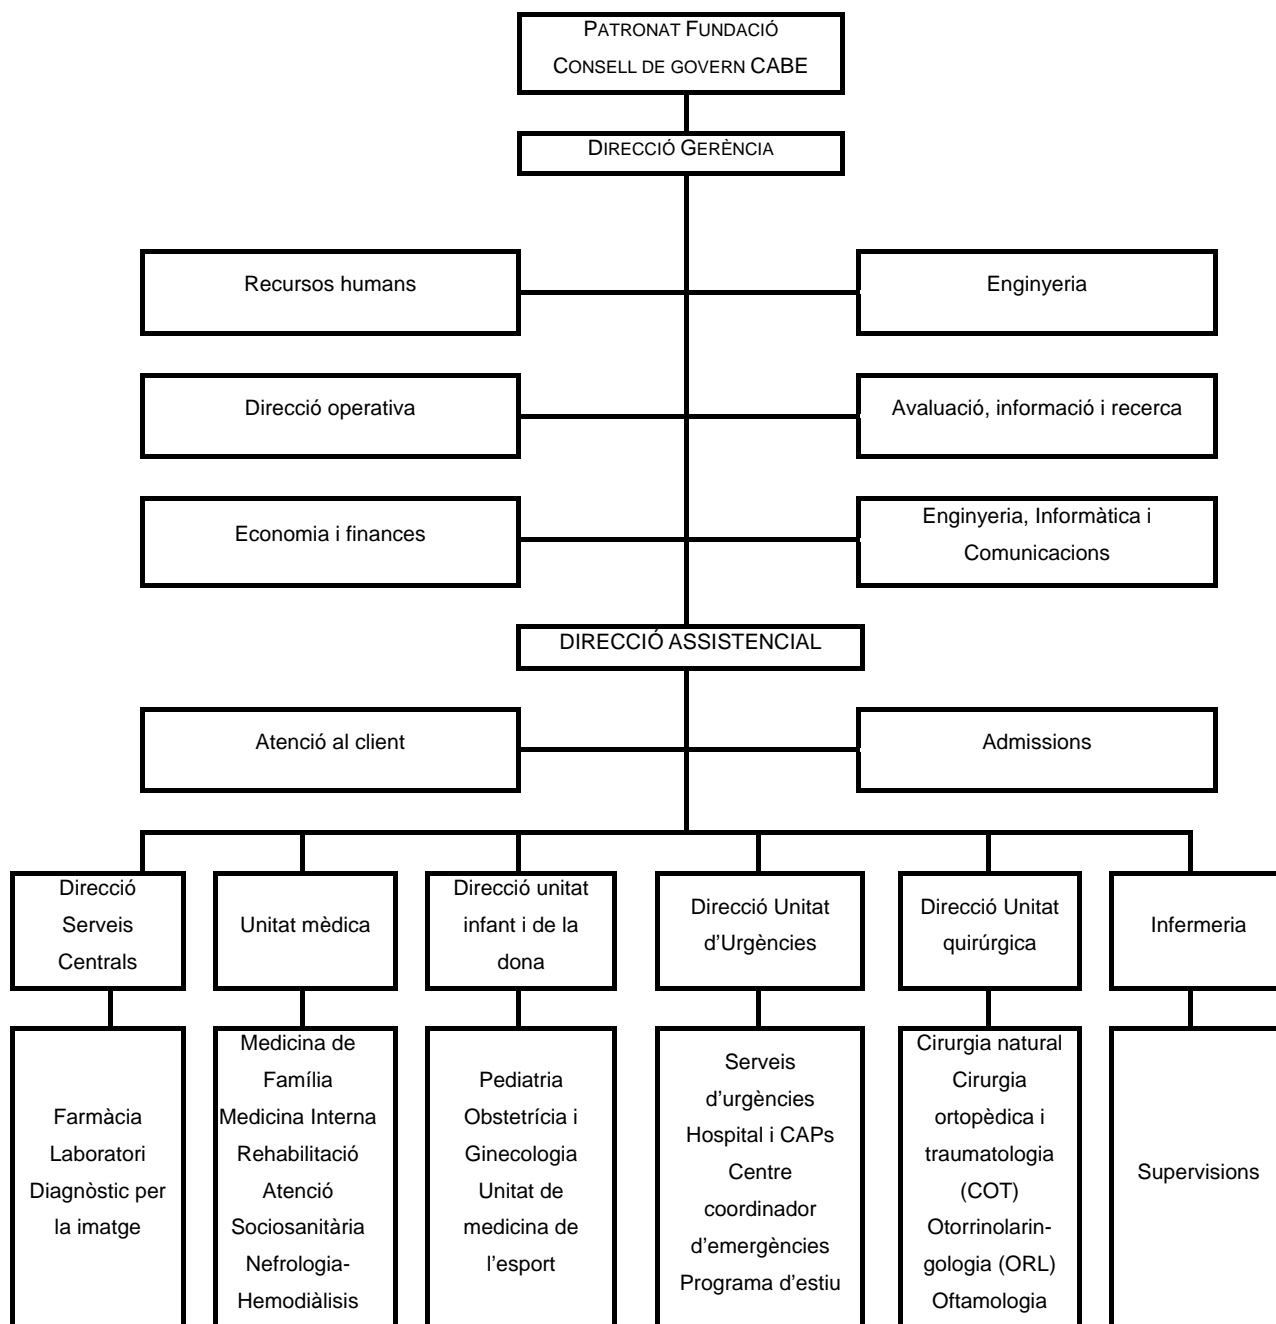 PATRONAT FUNDACIÓ
CONSELL DE GOVERN CABE
DIRECCIÓ GERÈNCIA
Recursos humans
Enginyeria
Direcció operativa
Avaluació, informació i recerca
Economia i finances
Enginyeria, Informàtica i
Comunicacions
DIRECCIÓ ASSISTENCIAL
Atenció al client
Admissions
Direcció
Serveis
Centrals
Unitat mèdica
Direcció unitat
infant i de la
dona
Direcció Unitat
d’Urgències
Direcció Unitat
quirúrgica
Infermeria
Farmàcia
Laboratori
Diagnòstic per
la imatge
Medicina de
Família
Medicina Interna
Rehabilitació
Atenció
Sociosanitària
Nefrologia-
Hemodiàlisis
Pediatria
Obstetrícia i
Ginecologia
Unitat de
medicina de
l’esport
Serveis
d’urgències
Hospital i CAPs
Centre
coordinador
d’emergències
Programa d’estiu
Cirurgia natural
Cirurgia
ortopèdica i
traumatologia
(COT)
Otorrinolarin-
gologia (ORL)
Oftamologia
Supervisions